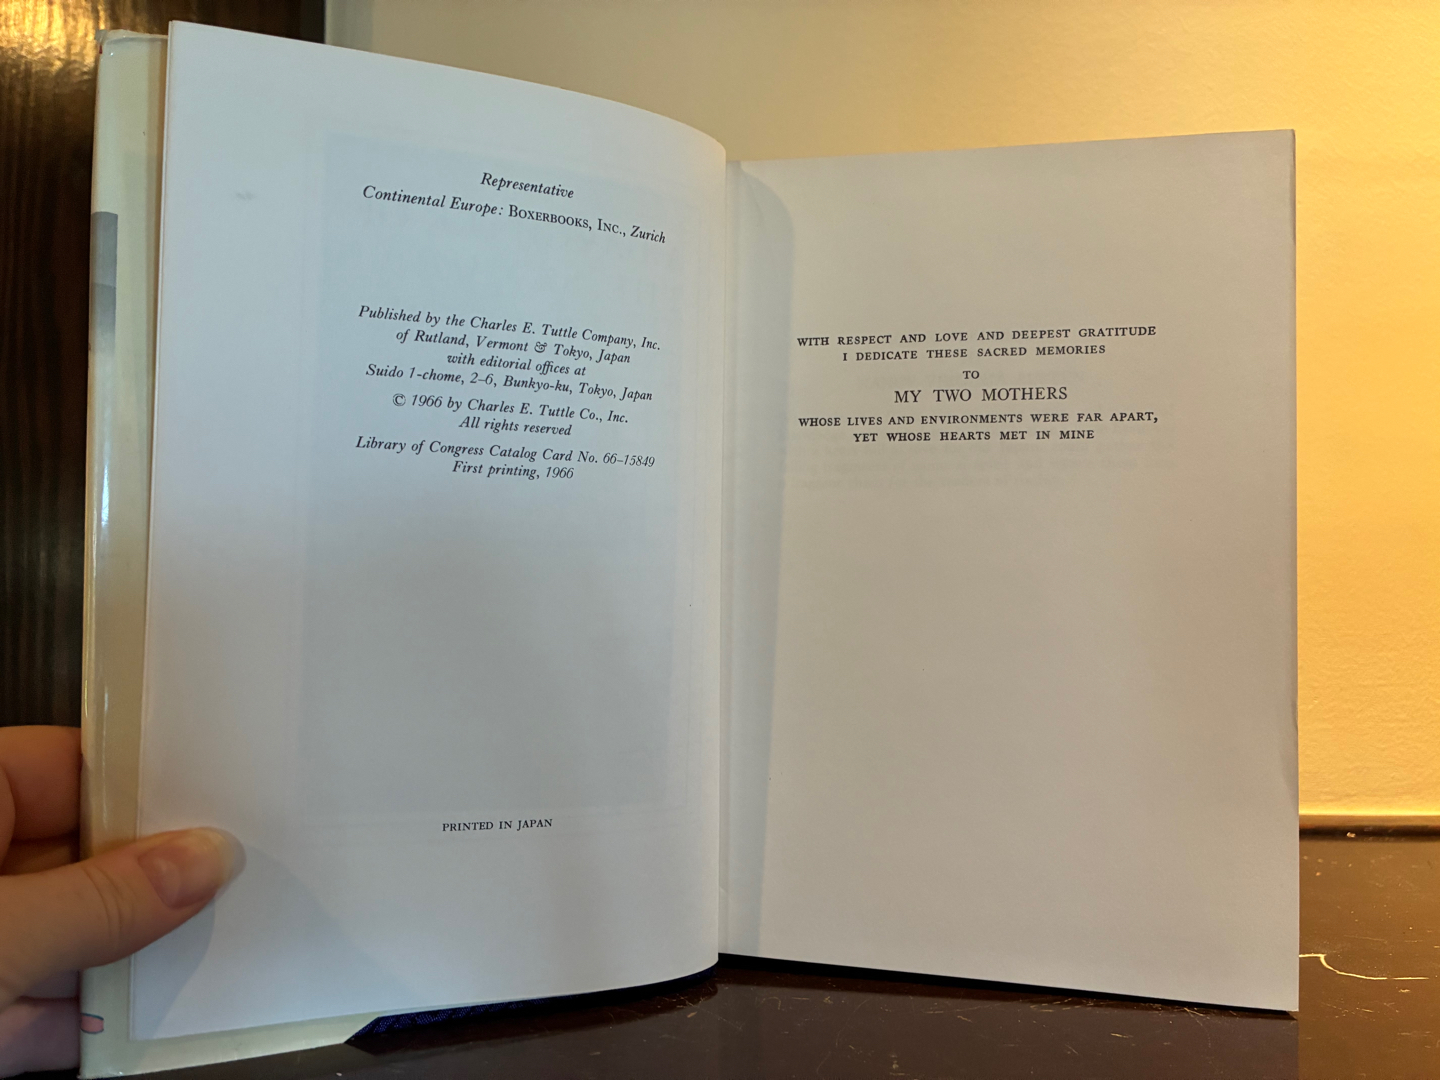 Representative
Continental Europe: BOXERBOOKS, INC., Zurich
Published by the Charles E. Tuttle Company, Inc.
of Rutland, Vermont & Tokyo, Japan
with editorial offices at
Suido 1-chome, 2–6, Bunkyo-ku, Tokyo, Japan
© 1966 by Charles E. Tuttle Co., Inc.
All rights reserved
Library of Congress Catalog Card No. 66–15849
First printing, 1966
PRINTED IN JAPAN
WITH RESPECT AND LOVE AND DEEPEST GRATITUDE
I DEDICATE THESE SACRED MEMORIES
TO
MY TWO MOTHERS
WHOSE LIVES AND ENVIRONMENTS WERE FAR APART,
YET WHOSE HEARTS MET IN MINE